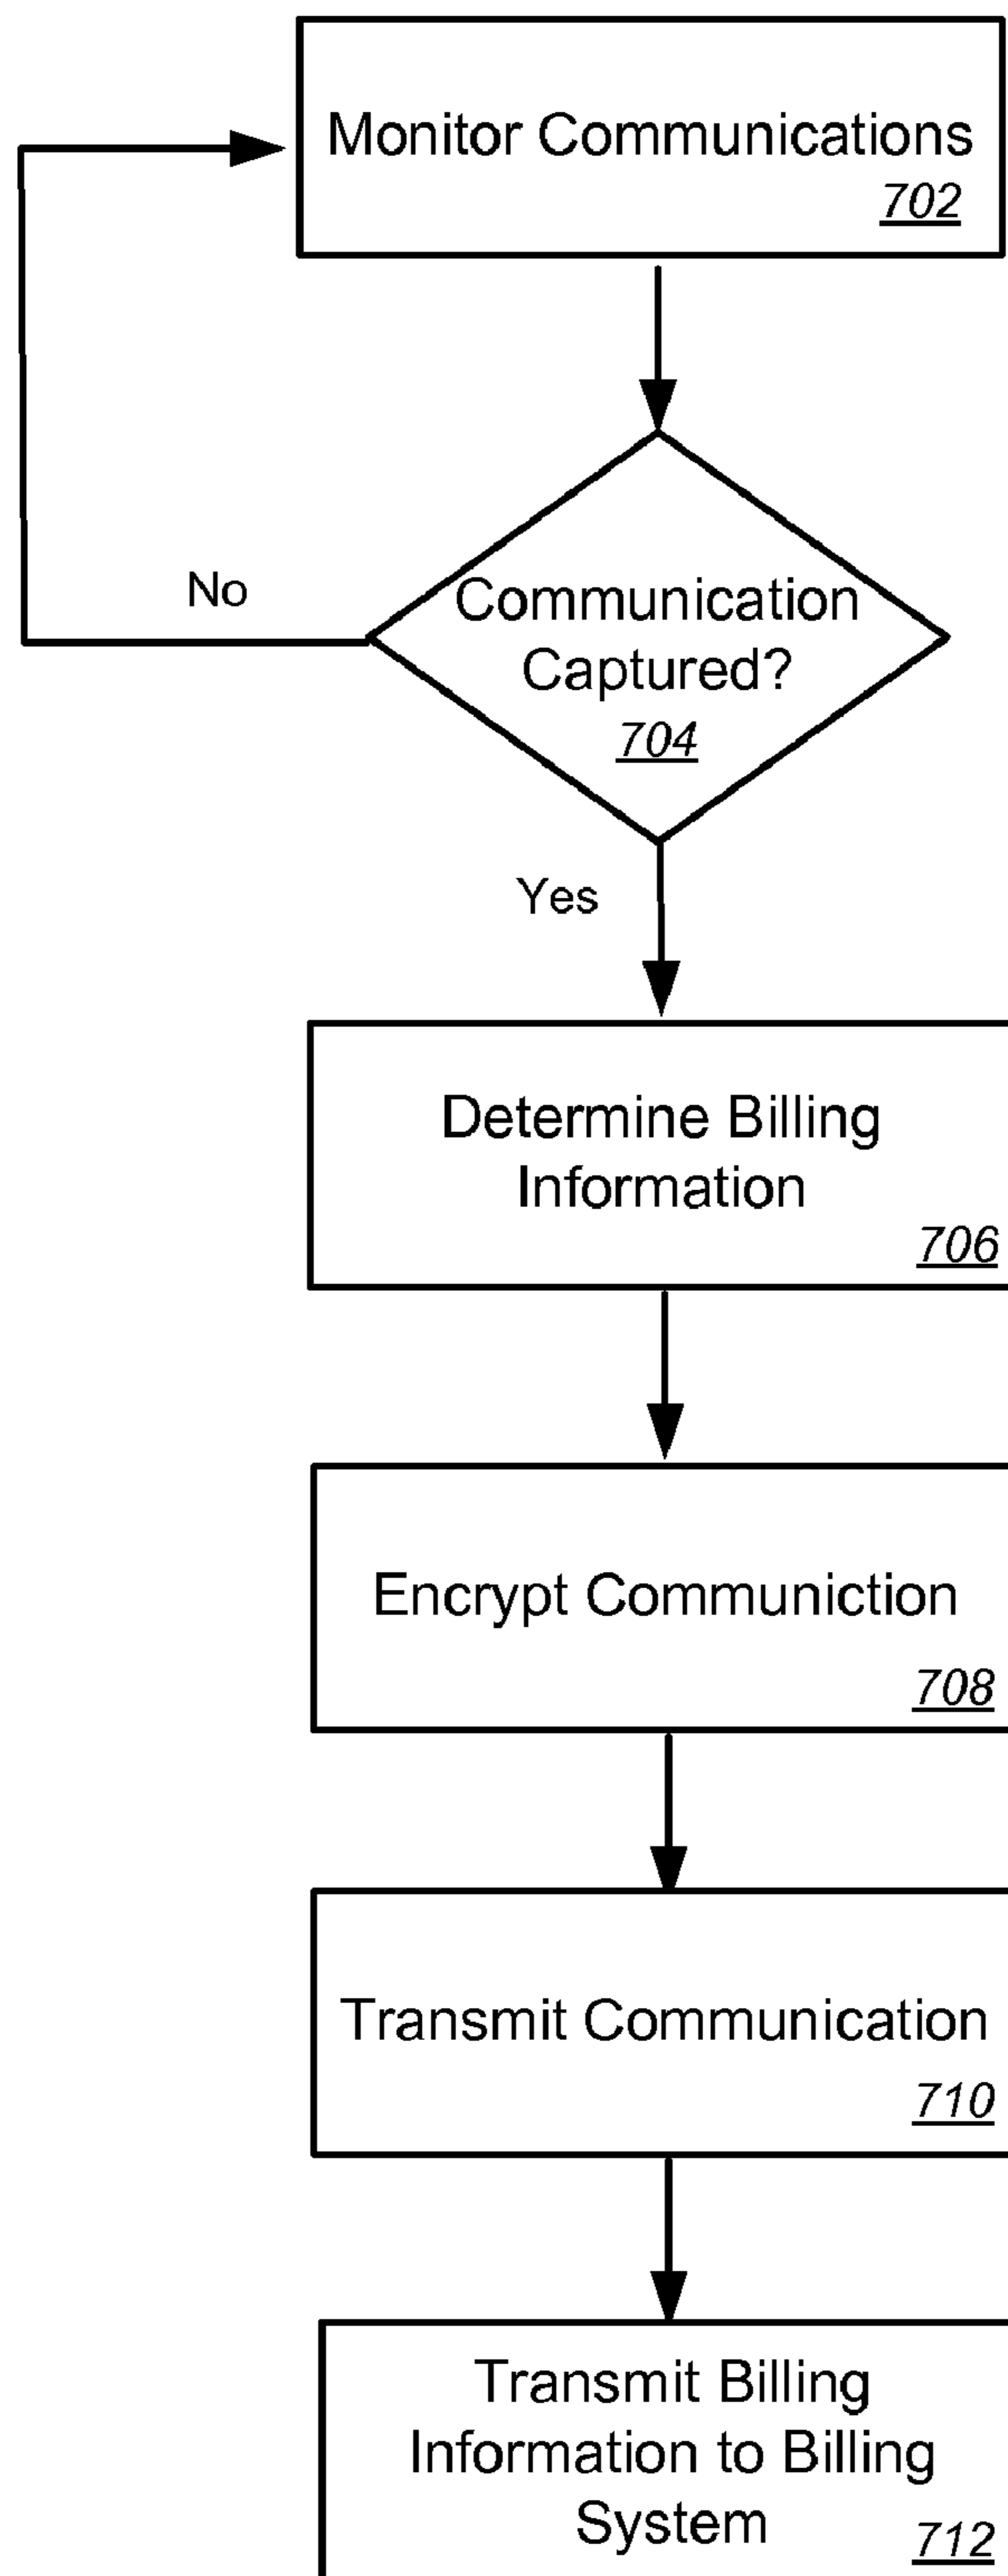 Monitor Communications
702
No
Communication
Captured?
704
Yes
Determine Billing
Information
706
Encrypt Communiction
708
Transmit Communication
710
Transmit Billing
Information to Billing
System
712